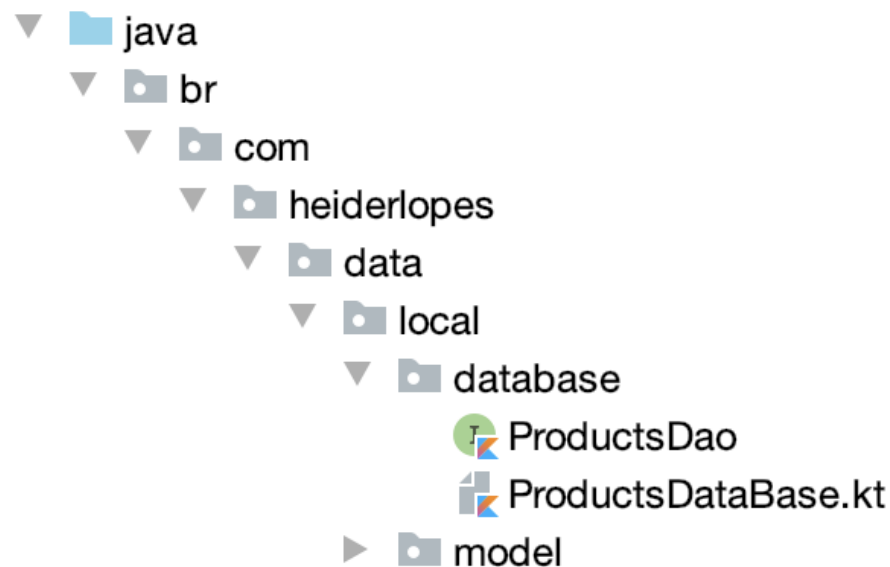 java
br
com
heiderlopes
data
local
database
ProductsDao
ProductsDataBase.kt
model